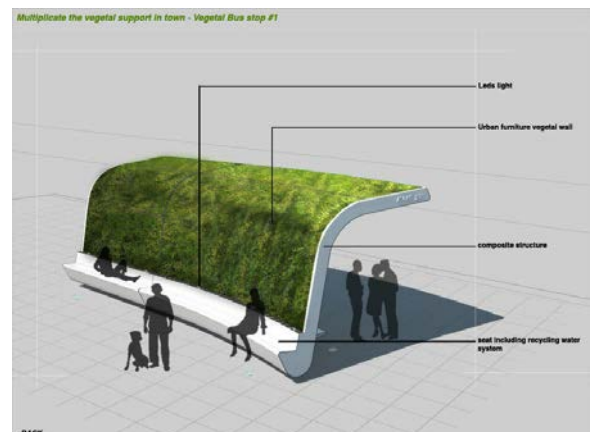 Multiplicate the vegetal support in town - Vegetal Bus stop #1
Leds light
Urban furniture vegetal wall
composite structure
seat including recycling water
system